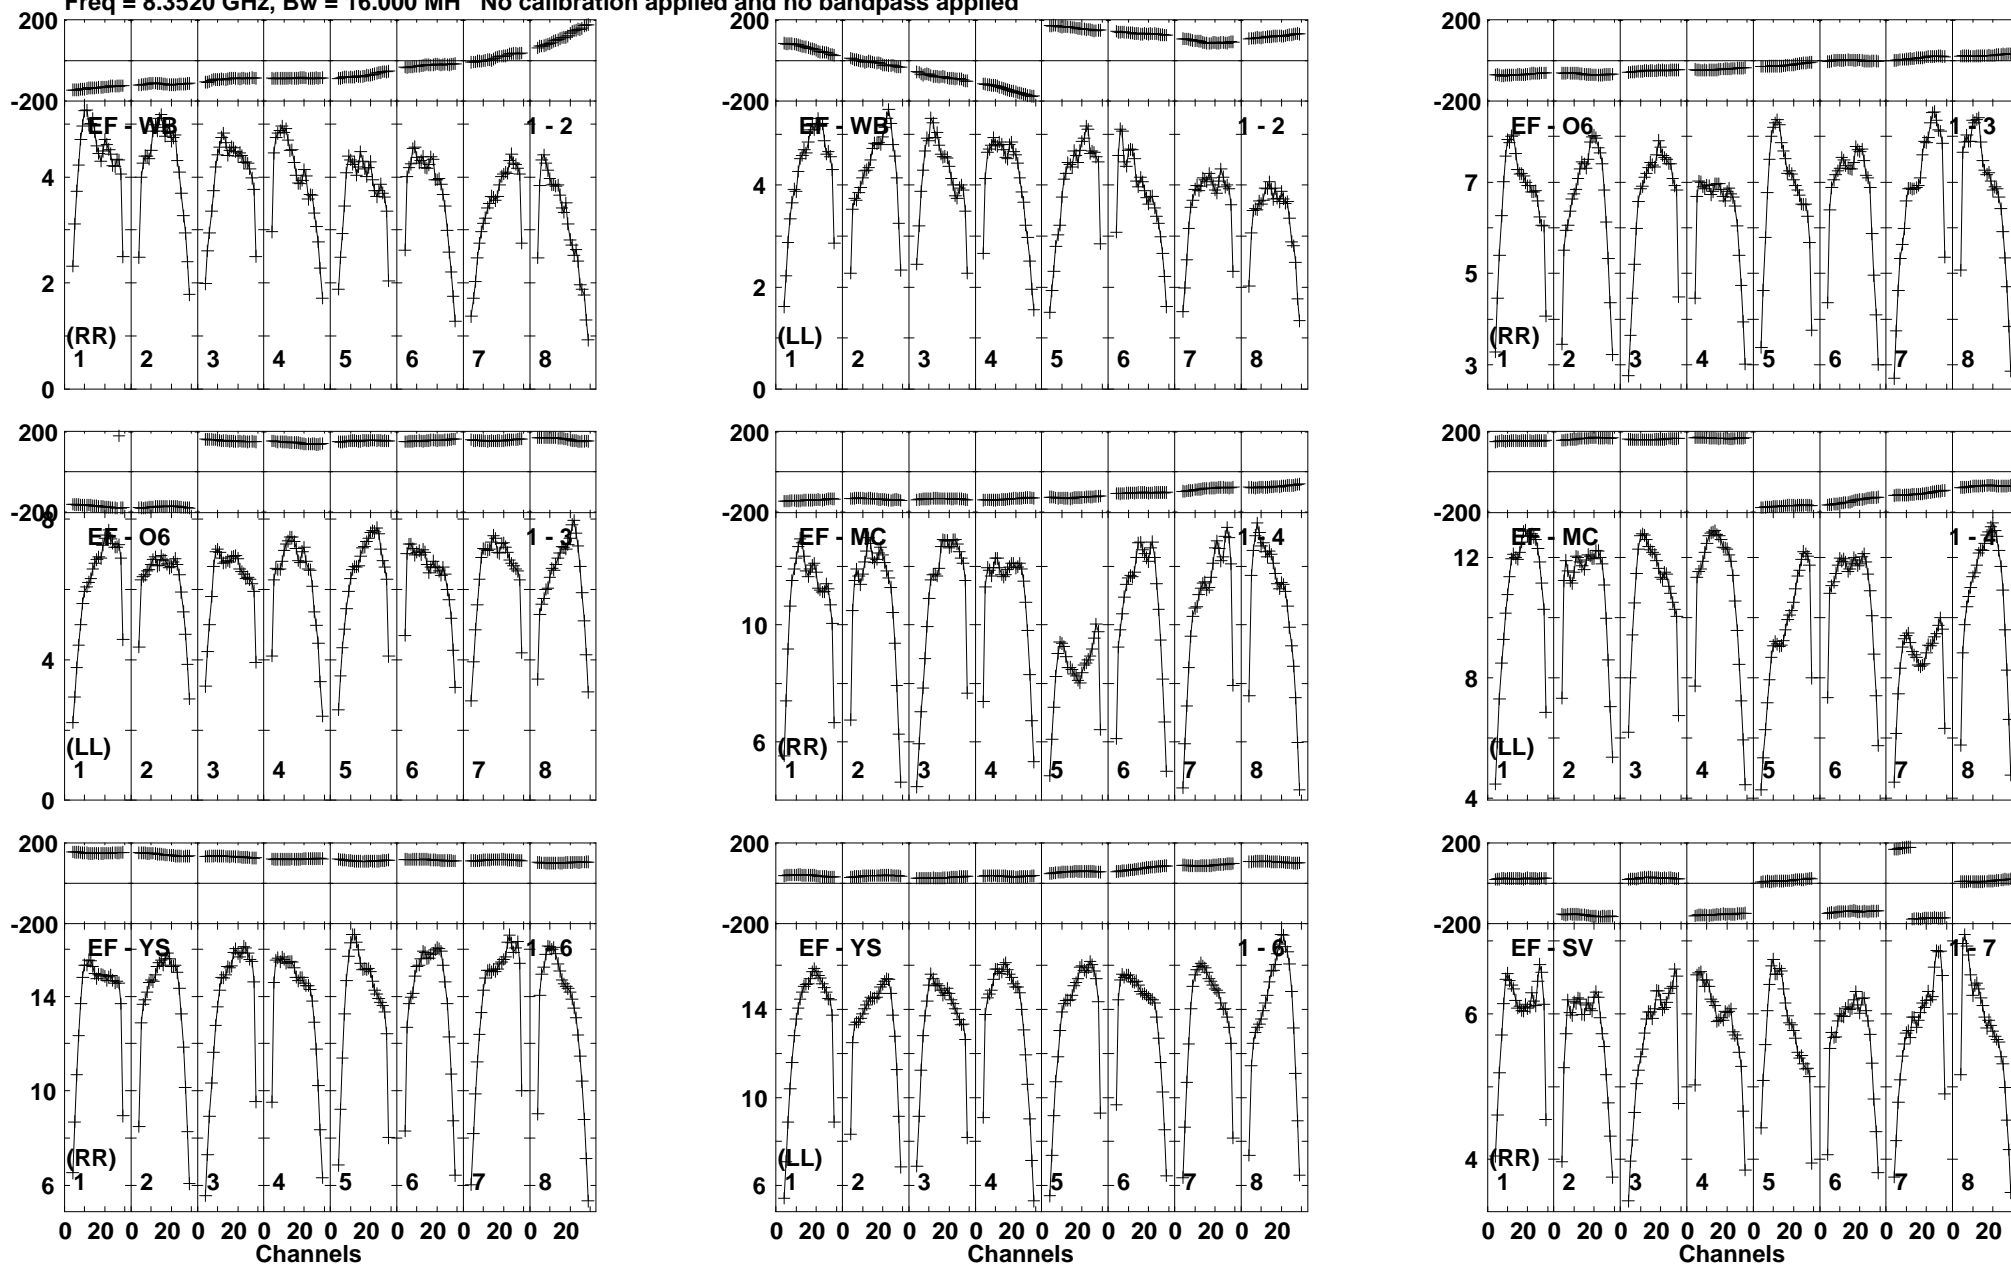 Freq = 8.3520 GHz, Bw = 16.000 MH No calibration applied and no bandpass applied
200 200 200
-200 -200 -200
EF - WB 1 - 2 EF - WB 1 - 2 EF - O6 1 - 3
4 4 7
2 2 5
(RR) (LL) (RR)
1 2 3 4 5 6 7 8 1 2 3 4 5 6 7 8 1 2 3 4 5 6 7 8
3
0 0
200 200 200
-200 -200 -200
8
EF - O6 1 - 3 EF - MC 1 - 4 EF - MC 1 - 4
12
10
4 8
6
(LL) (RR) (LL)
1 2 3 4 5 6 7 8 1 2 3 4 5 6 7 8 1 2 3 4 5 6 7 8
0 4
200 200 200
-200 -200 -200
EF - YS 1 - 6 EF - YS 1 - 6 EF - SV 1 - 7
14 14 6
10 10
(RR) (LL) 4 (RR)
6 1 2 3 4 5 6 7 8 6 1 2 3 4 5 6 7 8 1 2 3 4 5 6 7 8
0 20 0 20 0 20 0 20 0 20 0 20 0 20 0 20 0 20 0 20 0 20 0 20 0 20 0 20 0 20 0 20 0 20 0 20 0 20 0 20 0 20 0 20 0 20 0 20
Channels Channels Channels